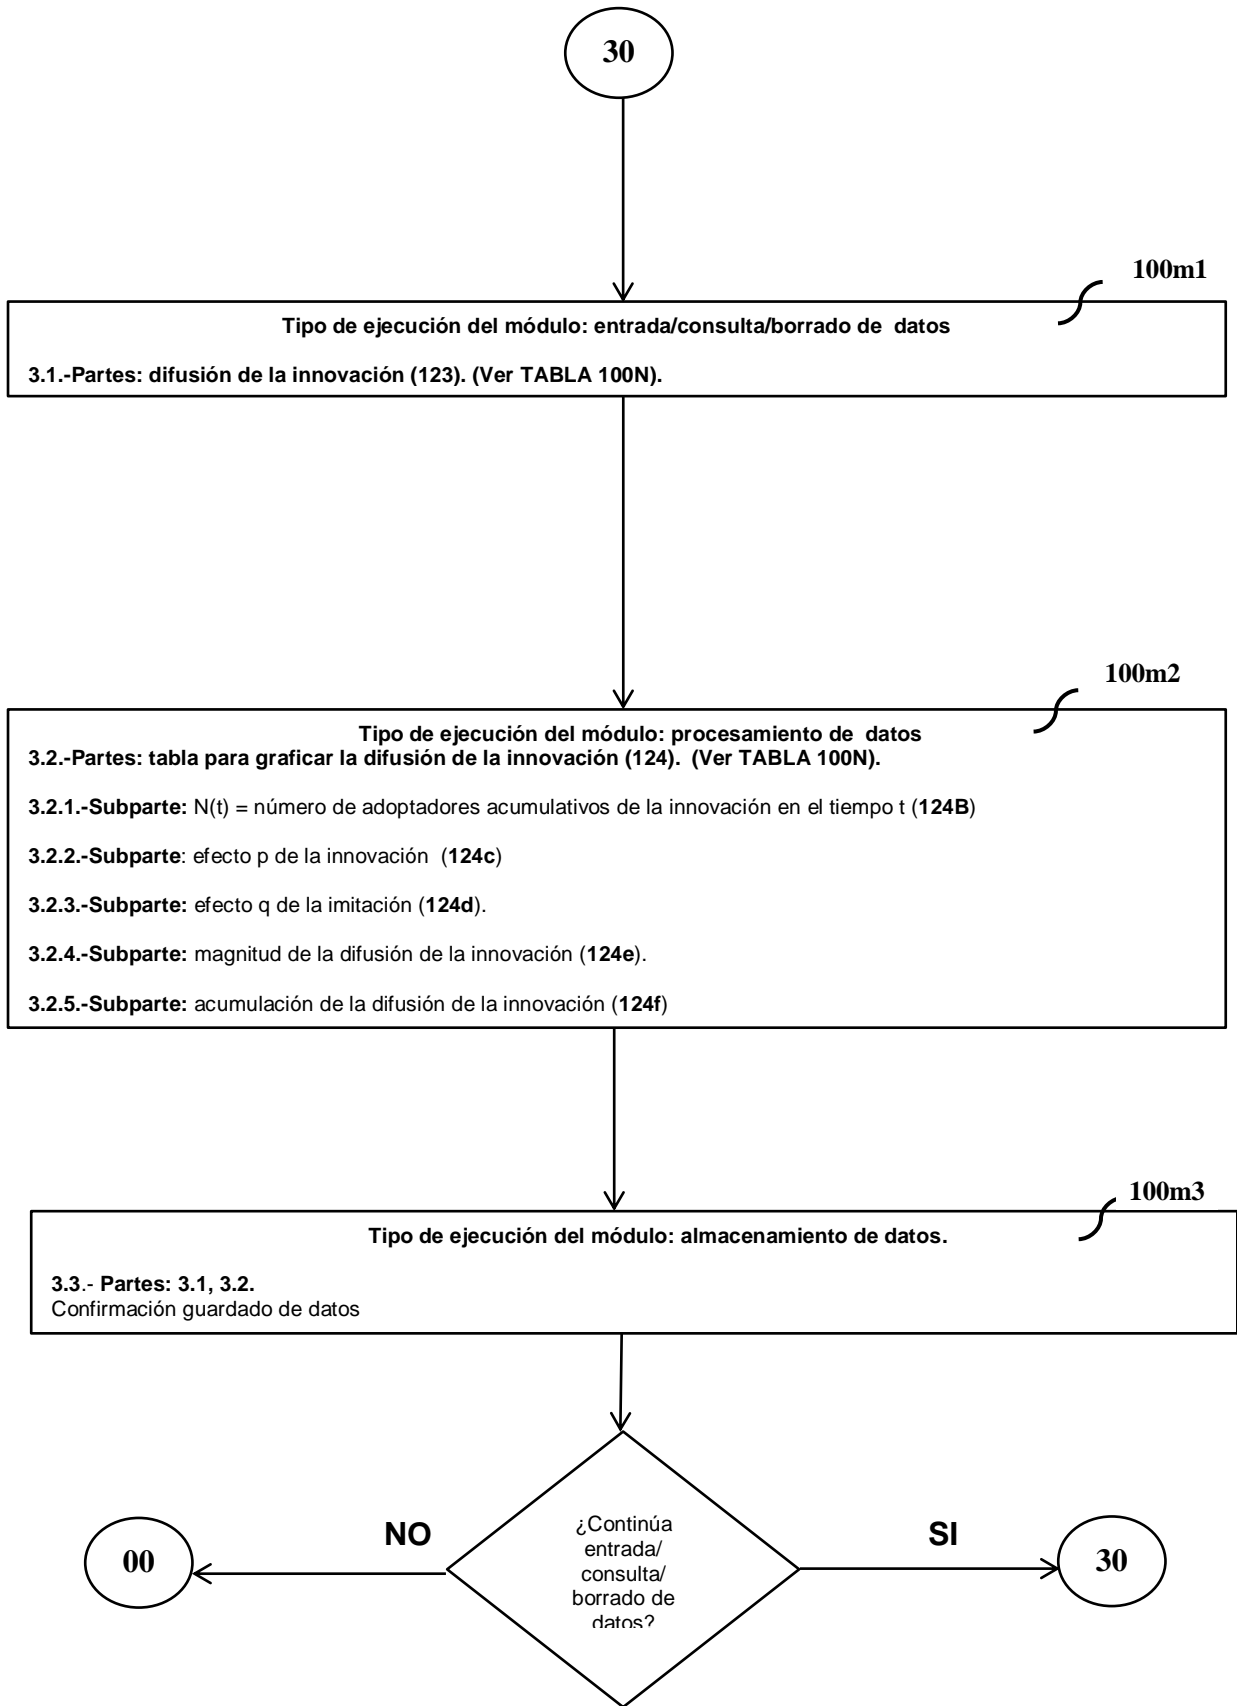 30
100m1
Tipo de ejecución del módulo: entrada/consulta/borrado de datos
3.1.-Partes: difusión de la innovación (123). (Ver TABLA 100N).
100m2
Tipo de ejecución del módulo: procesamiento de datos
3.2.-Partes: tabla para graficar la difusión de la innovación (124). (Ver TABLA 100N).
3.2.1.-Subparte: N(t) = número de adoptadores acumulativos de la innovación en el tiempo t (124B)
3.2.2.-Subparte: efecto p de la innovación (124c)
3.2.3.-Subparte: efecto q de la imitación (124d).
3.2.4.-Subparte: magnitud de la difusión de la innovación (124e).
3.2.5.-Subparte: acumulación de la difusión de la innovación (124f)
100m3
Tipo de ejecución del módulo: almacenamiento de datos.
3.3.- Partes: 3.1, 3.2.
Confirmación guardado de datos
00
NO
¿Continúa
entrada/
consulta/
borrado de
datos?
SI
30